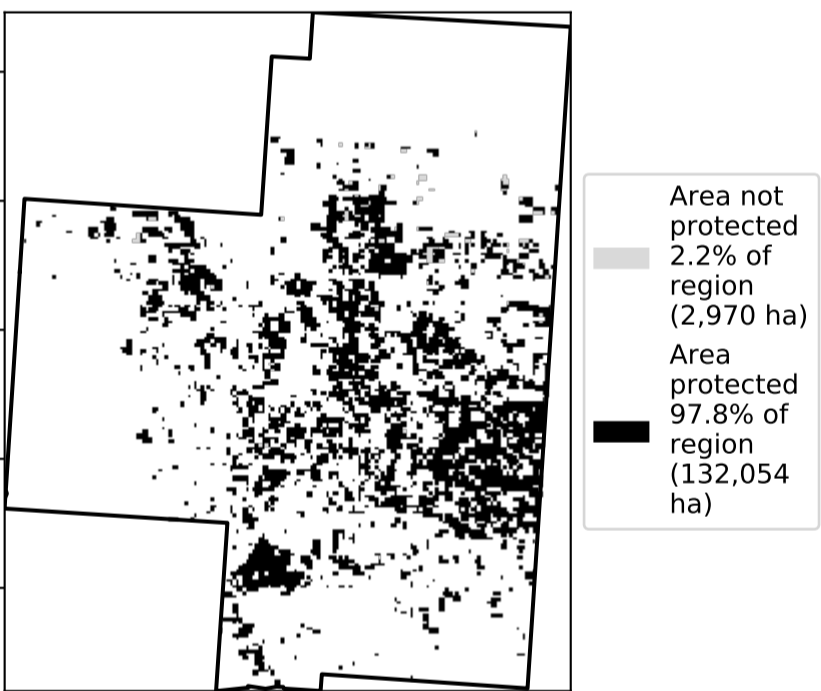 Area not
protected
2.2% of
region
(2,970 ha)
Area
protected
97.8% of
region
(132,054
ha)